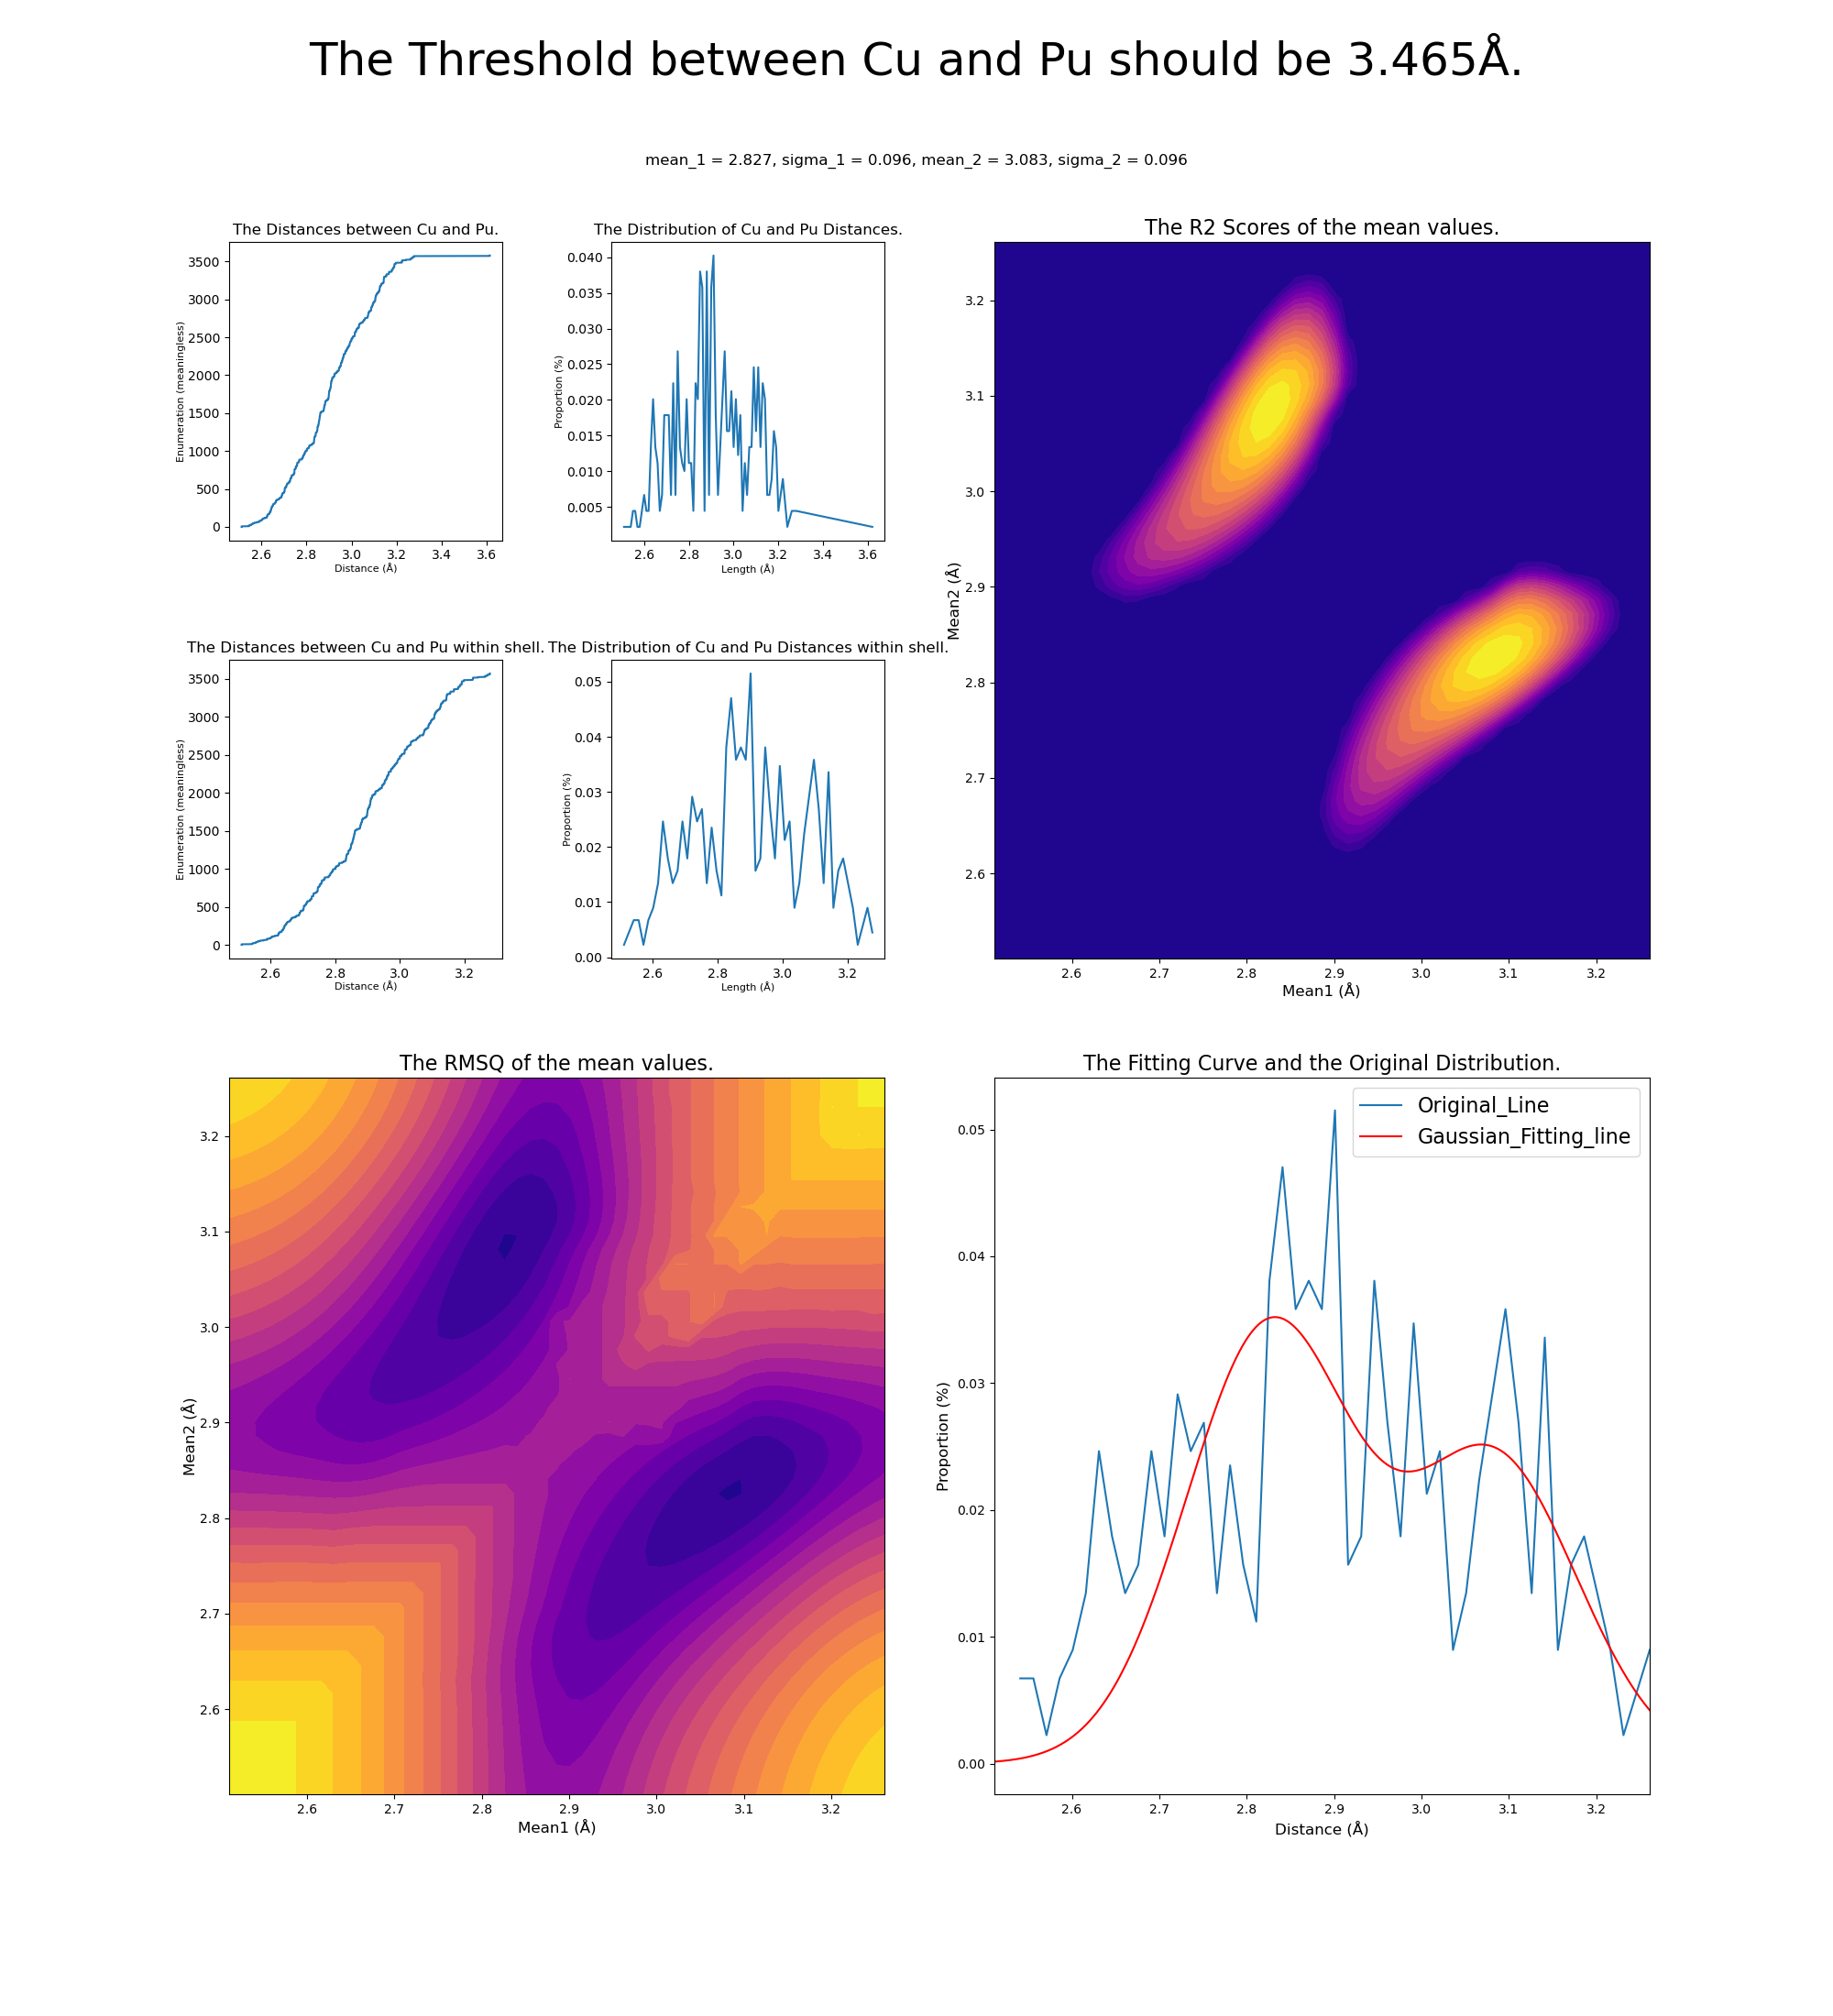 The Threshold between Cu and Pu should be 3.465Å.
mean_1 = 2.827, sigma_1 = 0.096, mean_2 = 3.083, sigma_2 = 0.096
The Distances between Cu and Pu.
3500
3000
2500
2000
1500
1000
500
0
Enumeration (meaningless)
2.6 2.8 3.0 3.2 3.4 3.6
Distance (Å)
The Distribution of Cu and Pu Distances.
0.040
0.035
0.030
0.025
0.020
0.015
0.010
0.005
Proportion (%)
2.6 2.8 3.0 3.2 3.4 3.6
Length (Å)
The R2 Scores of the mean values.
3.2
3.1
3.0
2.9
2.8
2.7
2.6
Mean2 (Å)
2.6 2.7 2.8 2.9 3.0 3.1 3.2
Mean1 (Å)
The Distances between Cu and Pu within shell.
3500
3000
2500
2000
1500
1000
500
0
Enumeration (meaningless)
2.6 2.8 3.0 3.2
Distance (Å)
The Distribution of Cu and Pu Distances within shell.
0.05
0.04
0.03
0.02
0.01
0.00
Proportion (%)
2.6 2.8 3.0 3.2
Length (Å)
The RMSQ of the mean values.
3.2
3.1
3.0
2.9
2.8
2.7
2.6
Mean2 (Å)
2.6 2.7 2.8 2.9 3.0 3.1 3.2
Mean1 (Å)
The Fitting Curve and the Original Distribution.
Original_Line
Gaussian_Fitting_line
0.05
0.04
0.03
0.02
0.01
0.00
Proportion (%)
2.6 2.7 2.8 2.9 3.0 3.1 3.2
Distance (Å)